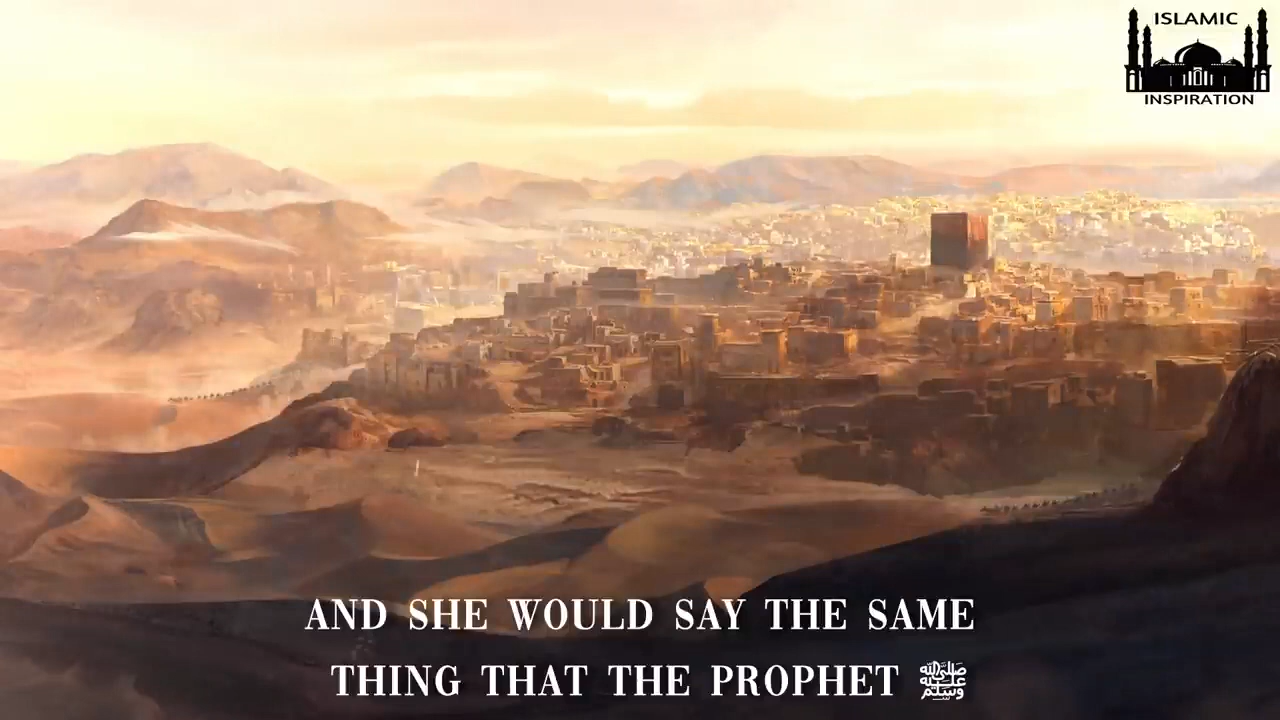 ISLAMIC
INSPIRATION
AND SHE WOULD SAY THE SAME
THING THAT THE PROPHET ﷺ